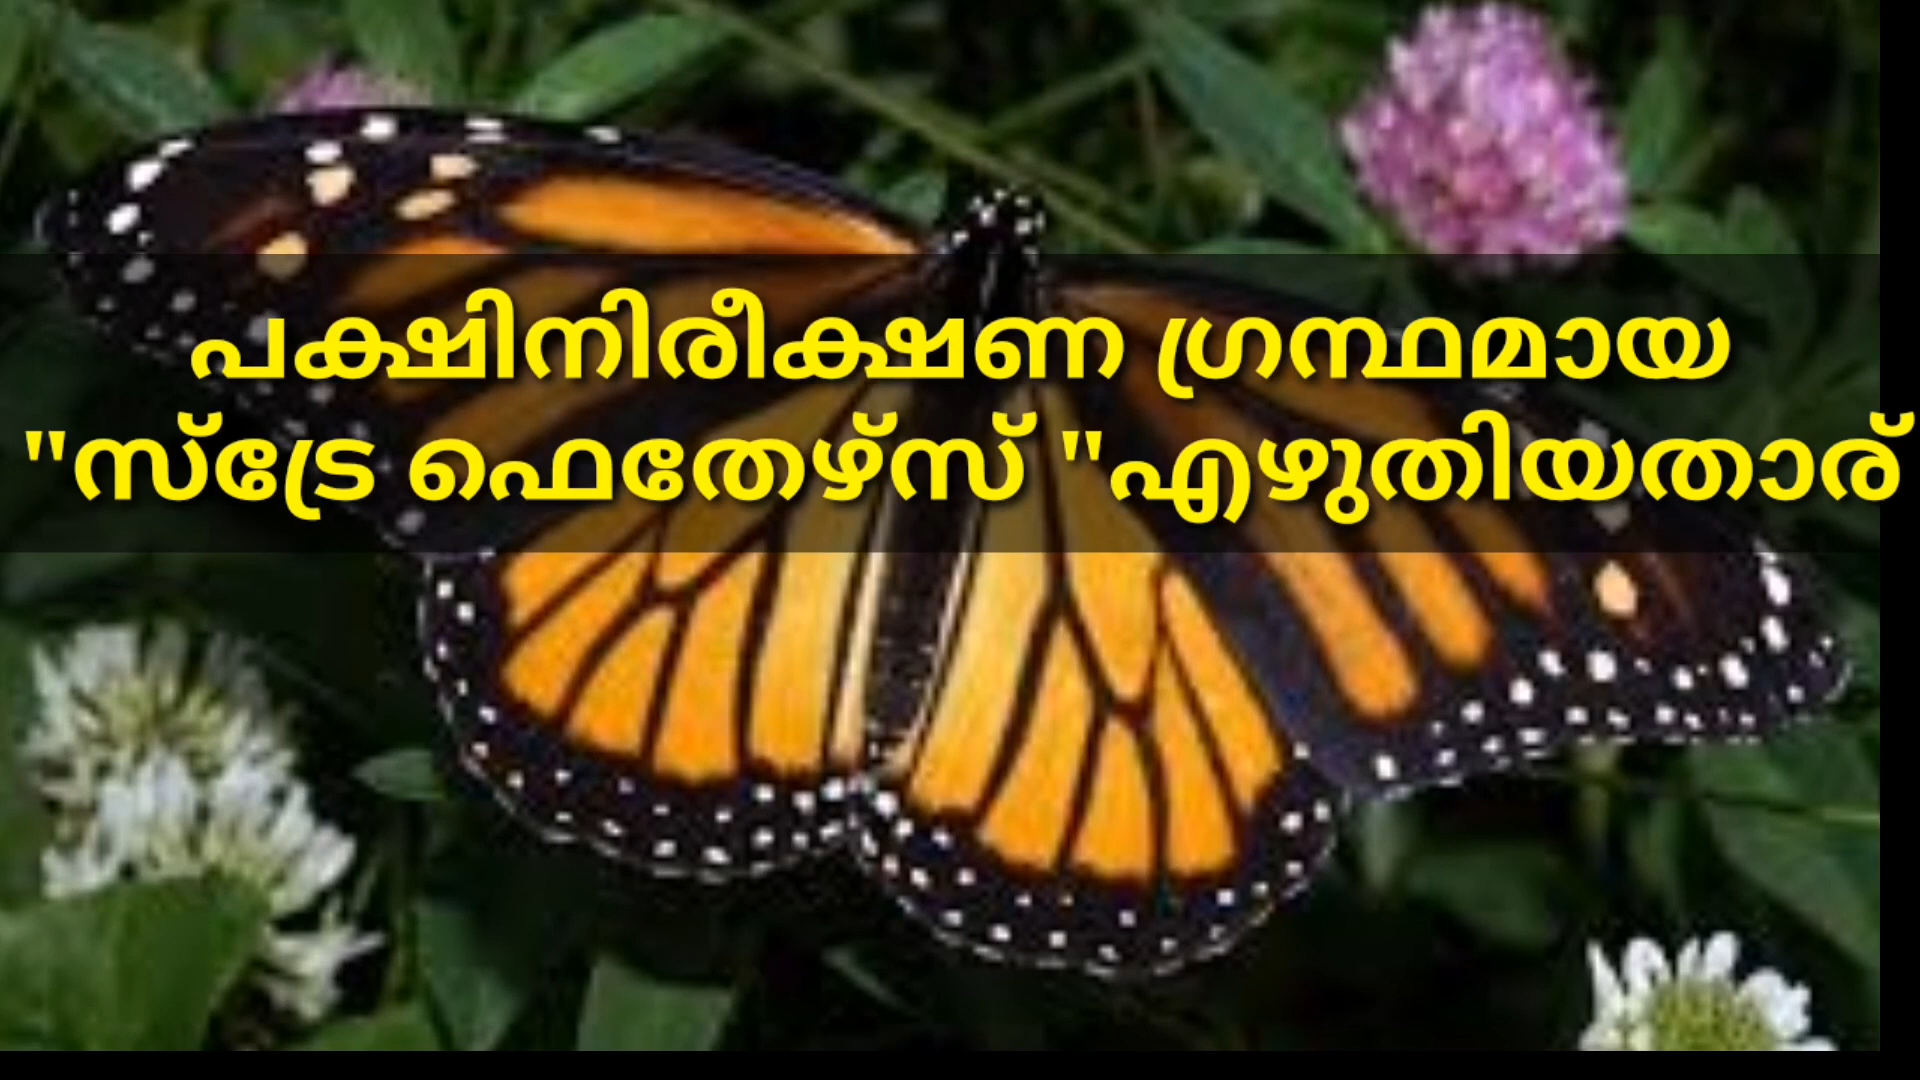 പക്ഷിനിരീക്ഷണ ഗ്രന്ഥമായ
"സ്ട്രേ ഫെതേഴ്സ് "എഴുതിയതാര്